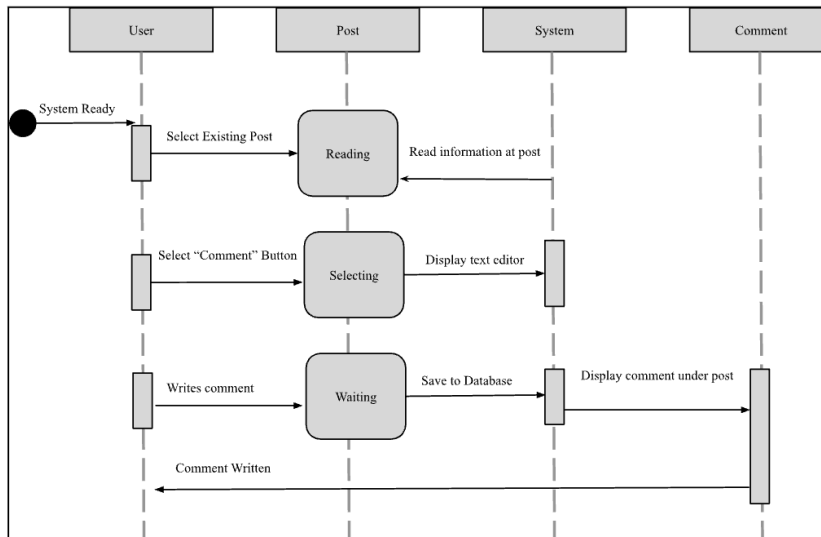 User
Post
System
Comment
System Ready
Select Existing Post
Reading
Read information at post
Select “Comment” Button
Selecting
Display text editor
Writes comment
Waiting
Save to Database
Display comment under post
Comment Written